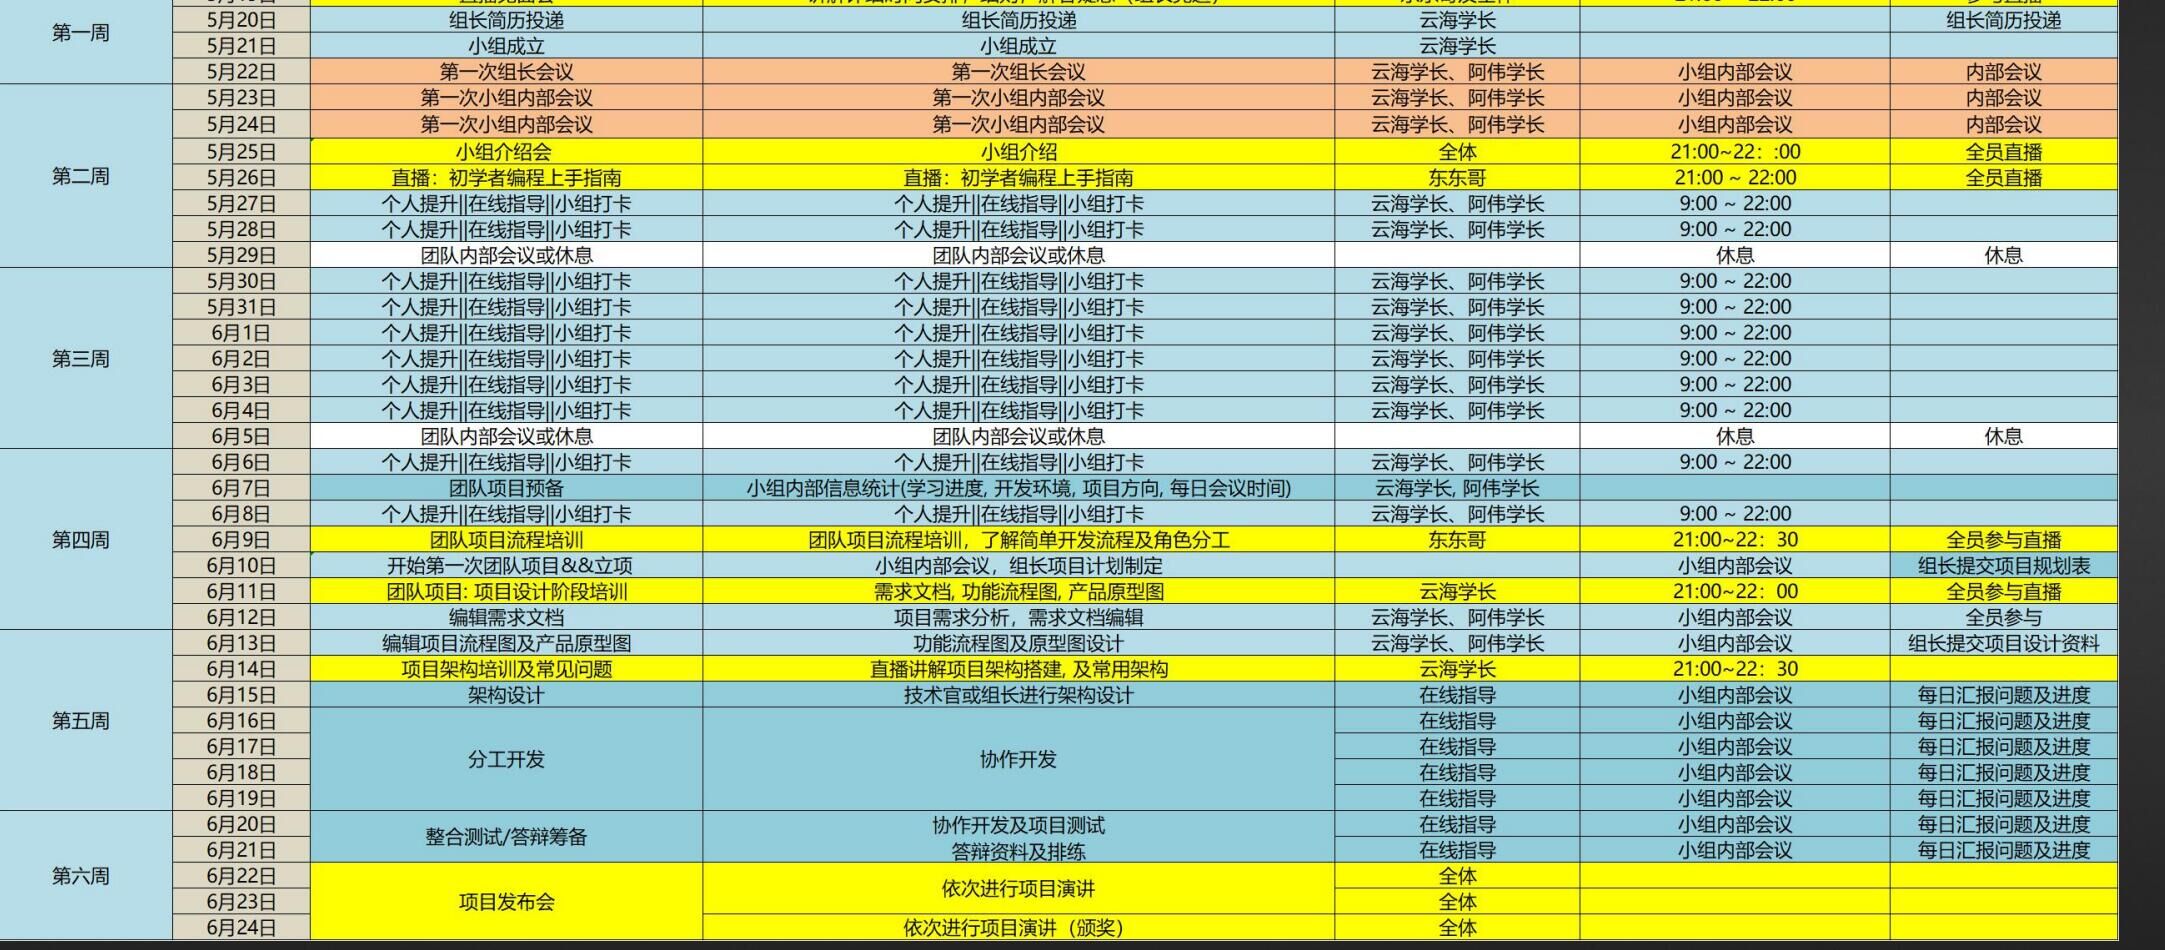 第一周
5月20日 组长简历投递 组长简历投递 云海学长 组长简历投递
5月21日 小组成立 小组成立 云海学长
5月22日 第一次组长会议 第一次组长会议 云海学长、阿伟学长 小组内部会议 内部会议
第二周
5月23日 第一次小组内部会议 第一次小组内部会议 云海学长、阿伟学长 小组内部会议 内部会议
5月24日 第一次小组内部会议 第一次小组内部会议 云海学长、阿伟学长 小组内部会议 内部会议
5月25日 小组介绍会 小组介绍 全体 21:00~22：:00 全员直播
5月26日 直播：初学者编程上手指南 直播：初学者编程上手指南 东东哥 21:00 ~ 22:00 全员直播
5月27日 个人提升||在线指导||小组打卡 个人提升||在线指导||小组打卡 云海学长、阿伟学长 9:00 ~ 22:00
5月28日 个人提升||在线指导||小组打卡 个人提升||在线指导||小组打卡 云海学长、阿伟学长 9:00 ~ 22:00
5月29日 团队内部会议或休息 团队内部会议或休息 休息 休息
第三周
5月30日 个人提升||在线指导||小组打卡 个人提升||在线指导||小组打卡 云海学长、阿伟学长 9:00 ~ 22:00
5月31日 个人提升||在线指导||小组打卡 个人提升||在线指导||小组打卡 云海学长、阿伟学长 9:00 ~ 22:00
6月1日 个人提升||在线指导||小组打卡 个人提升||在线指导||小组打卡 云海学长、阿伟学长 9:00 ~ 22:00
6月2日 个人提升||在线指导||小组打卡 个人提升||在线指导||小组打卡 云海学长、阿伟学长 9:00 ~ 22:00
6月3日 个人提升||在线指导||小组打卡 个人提升||在线指导||小组打卡 云海学长、阿伟学长 9:00 ~ 22:00
6月4日 个人提升||在线指导||小组打卡 个人提升||在线指导||小组打卡 云海学长、阿伟学长 9:00 ~ 22:00
6月5日 团队内部会议或休息 团队内部会议或休息 休息 休息
第四周
6月6日 个人提升||在线指导||小组打卡 个人提升||在线指导||小组打卡 云海学长、阿伟学长 9:00 ~ 22:00
6月7日 团队项目预备 小组内部信息统计(学习进度, 开发环境, 项目方向, 每日会议时间) 云海学长, 阿伟学长
6月8日 个人提升||在线指导||小组打卡 个人提升||在线指导||小组打卡 云海学长、阿伟学长 9:00 ~ 22:00
6月9日 团队项目流程培训 团队项目流程培训，了解简单开发流程及角色分工 东东哥 21:00~22：30 全员参与直播
6月10日 开始第一次团队项目&&立项 小组内部会议，组长项目计划制定 小组内部会议 组长提交项目规划表
6月11日 团队项目: 项目设计阶段培训 需求文档, 功能流程图, 产品原型图 云海学长 21:00~22：00 全员参与直播
6月12日 编辑需求文档 项目需求分析，需求文档编辑 云海学长、阿伟学长 小组内部会议 全员参与
第五周
6月13日 编辑项目流程图及产品原型图 功能流程图及原型图设计 云海学长、阿伟学长 小组内部会议 组长提交项目设计资料
6月14日 项目架构培训及常见问题 直播讲解项目架构搭建, 及常用架构 云海学长 21:00~22：30
6月15日 架构设计 技术官或组长进行架构设计 在线指导 小组内部会议 每日汇报问题及进度
6月16日 在线指导 小组内部会议 每日汇报问题及进度
6月17日 在线指导 小组内部会议 每日汇报问题及进度
分工开发 协作开发
6月18日 在线指导 小组内部会议 每日汇报问题及进度
6月19日 在线指导 小组内部会议 每日汇报问题及进度
第六周
6月20日 整合测试/答辩筹备 协作开发及项目测试 在线指导 小组内部会议 每日汇报问题及进度
6月21日 答辩资料及排练 在线指导 小组内部会议 每日汇报问题及进度
6月22日 依次进行项目演讲 全体
6月23日 项目发布会 全体
6月24日 依次进行项目演讲（颁奖） 全体